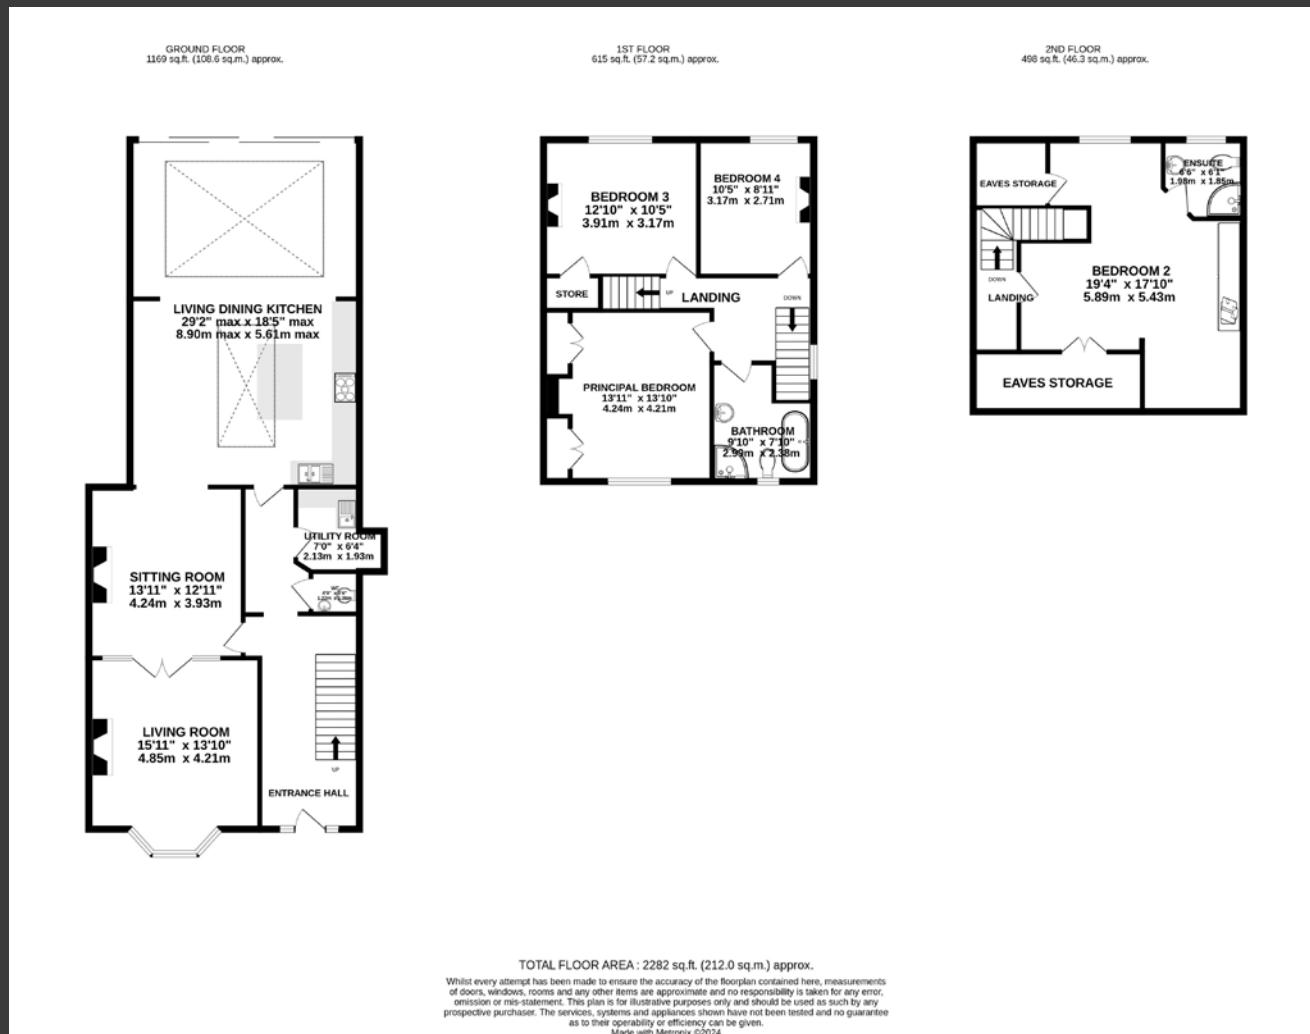 GROUND FLOOR
1169 sq.ft. (108.6 sq.m.) approx.
1ST FLOOR
615 sq.ft. (57.2 sq.m.) approx.
2ND FLOOR
498 sq.ft. (46.3 sq.m.) approx.
LIVING DINING KITCHEN
29'2" max x 18'5" max
8.90m max x 5.61m max
UTILITY ROOM
7'0" x 6'4"
2.13m x 1.93m
WC
SITTING ROOM
13'11" x 12'11"
4.24m x 3.93m
LIVING ROOM
15'11" x 13'10"
4.85m x 4.21m
UP
ENTRANCE HALL
BEDROOM 3
12'10" x 10'5"
3.91m x 3.17m
BEDROOM 4
10'5" x 8'11"
3.17m x 2.71m
STORE
UP
LANDING
DOWN
PRINCIPAL BEDROOM
13'11" x 13'10"
4.24m x 4.21m
BATHROOM
9'10" x 7'10"
2.99m x 2.38m
EAVES STORAGE
ENSUITE
6'6" x 6'1"
1.98m x 1.85m
DOWN
LANDING
BEDROOM 2
19'4" x 17'10"
5.89m x 5.43m
EAVES STORAGE
TOTAL FLOOR AREA : 2282 sq.ft. (212.0 sq.m.) approx.
Whilst every attempt has been made to ensure the accuracy of the floorplan contained here, measurements
of doors, windows, rooms and any other items are approximate and no responsibility is taken for any error,
omission or mis-statement. This plan is for illustrative purposes only and should be used as such by any
prospective purchaser. The services, systems and appliances shown have not been tested and no guarantee
as to their operability or efficiency can be given.
Made with Metropix ©2024